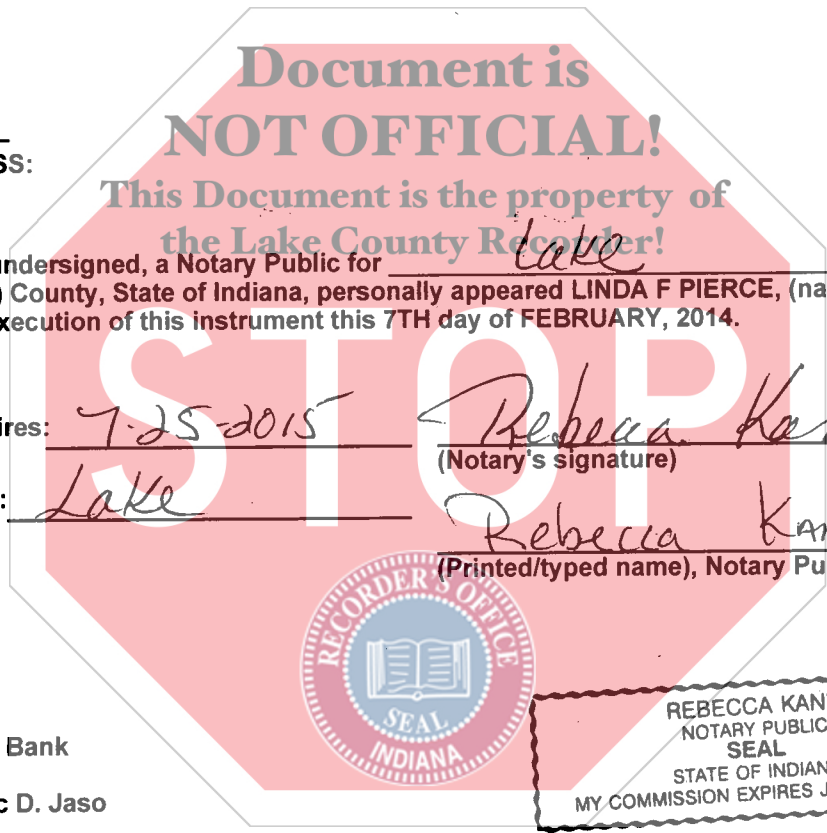 Document is
NOT OFFICIAL!
SS:
This Document is the property of
the Lake County Recorder!
undersigned, a Notary Public for Lake
) County, State of Indiana, personally appeared LINDA F PIERCE, (na
xecution of this instrument this 7TH day of FEBRUARY, 2014.
STOP
ires: 7-25-2015 Rebecca Ka
(Notary's signature)
: Lake
Rebecca KA
(Printed/typed name), Notary Pu
RECORDER'S OFFICE
SEAL
INDIANA
REBECCA KAN
NOTARY PUBLIC
SEAL
STATE OF INDIAN
MY COMMISSION EXPIRES J
Bank
c D. Jaso